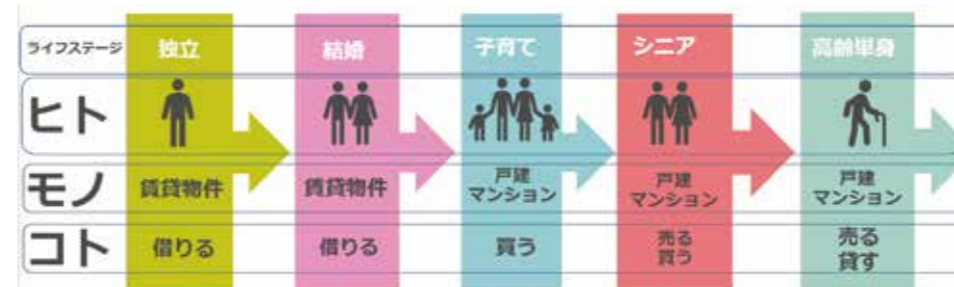 ライフステージ 独立 結婚 子育て シニア 高齢単身
ヒト
モノ 賃貸物件 賃貸物件 戸建 マンション 戸建 マンション 戸建 マンション
コト 借りる 借りる 買う 売る 買う 売る 貸す